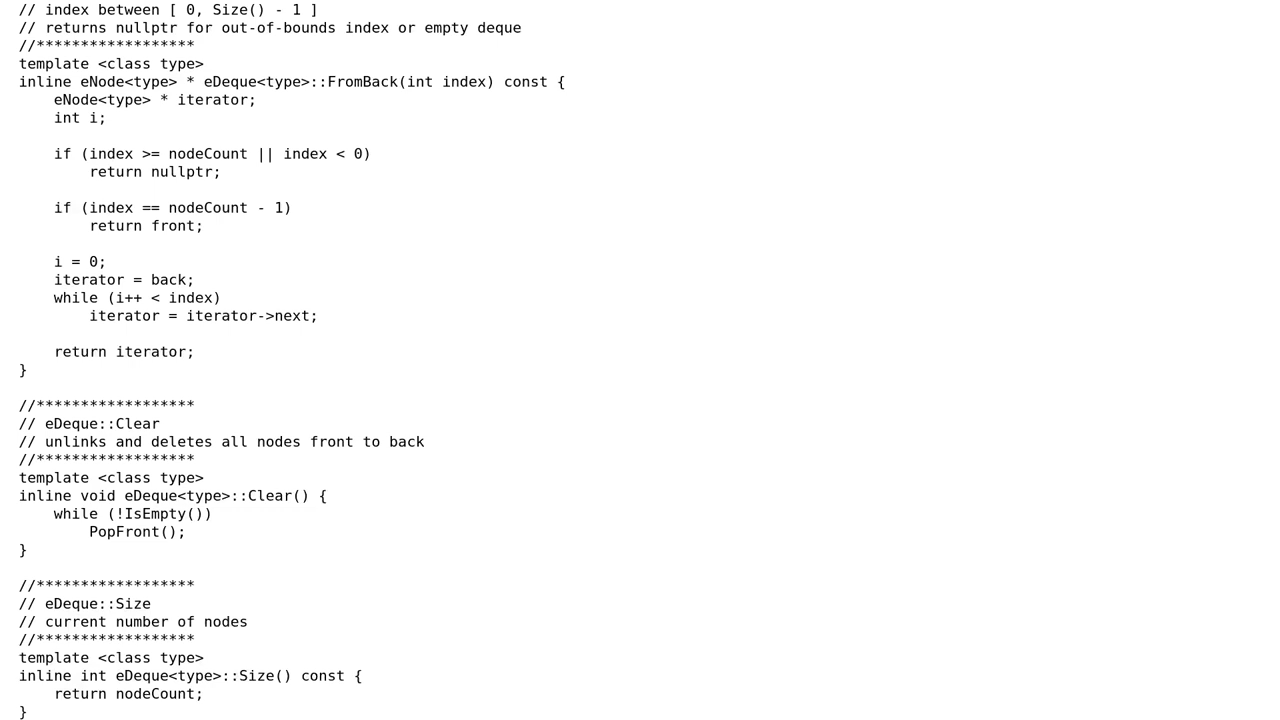 // index between [ 0, Size() - 1 ]
// returns nullptr for out-of-bounds index or empty deque
//******************
template <class type>
inline eNode<type> * eDeque<type>::FromBack(int index) const {
    eNode<type> * iterator;
    int i;

    if (index >= nodeCount || index < 0)
        return nullptr;

    if (index == nodeCount - 1)
        return front;

    i = 0;
    iterator = back;
    while (i++ < index)
        iterator = iterator->next;

    return iterator;
}

//******************
// eDeque::Clear
// unlinks and deletes all nodes front to back
//******************
template <class type>
inline void eDeque<type>::Clear() {
    while (!IsEmpty())
        PopFront();
}

//******************
// eDeque::Size
// current number of nodes
//******************
template <class type>
inline int eDeque<type>::Size() const {
    return nodeCount;
}